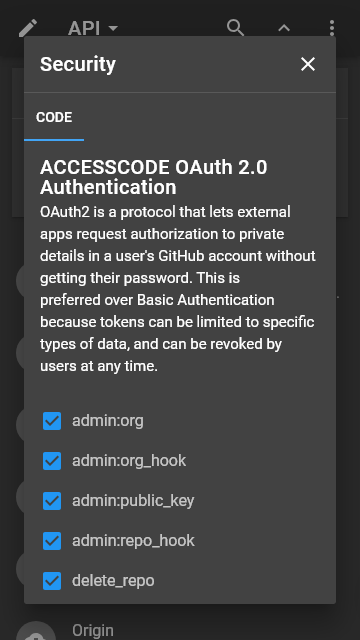 API
Security
CODE
ACCESSCODE OAuth 2.0
Authentication
OAuth2 is a protocol that lets external
apps request authorization to private
details in a user's GitHub account without
getting their password. This is
preferred over Basic Authentication
because tokens can be limited to specific
types of data, and can be revoked by
users at any time.
admin:org
admin:org_hook
admin:public_key
admin:repo_hook
delete_repo
Origin